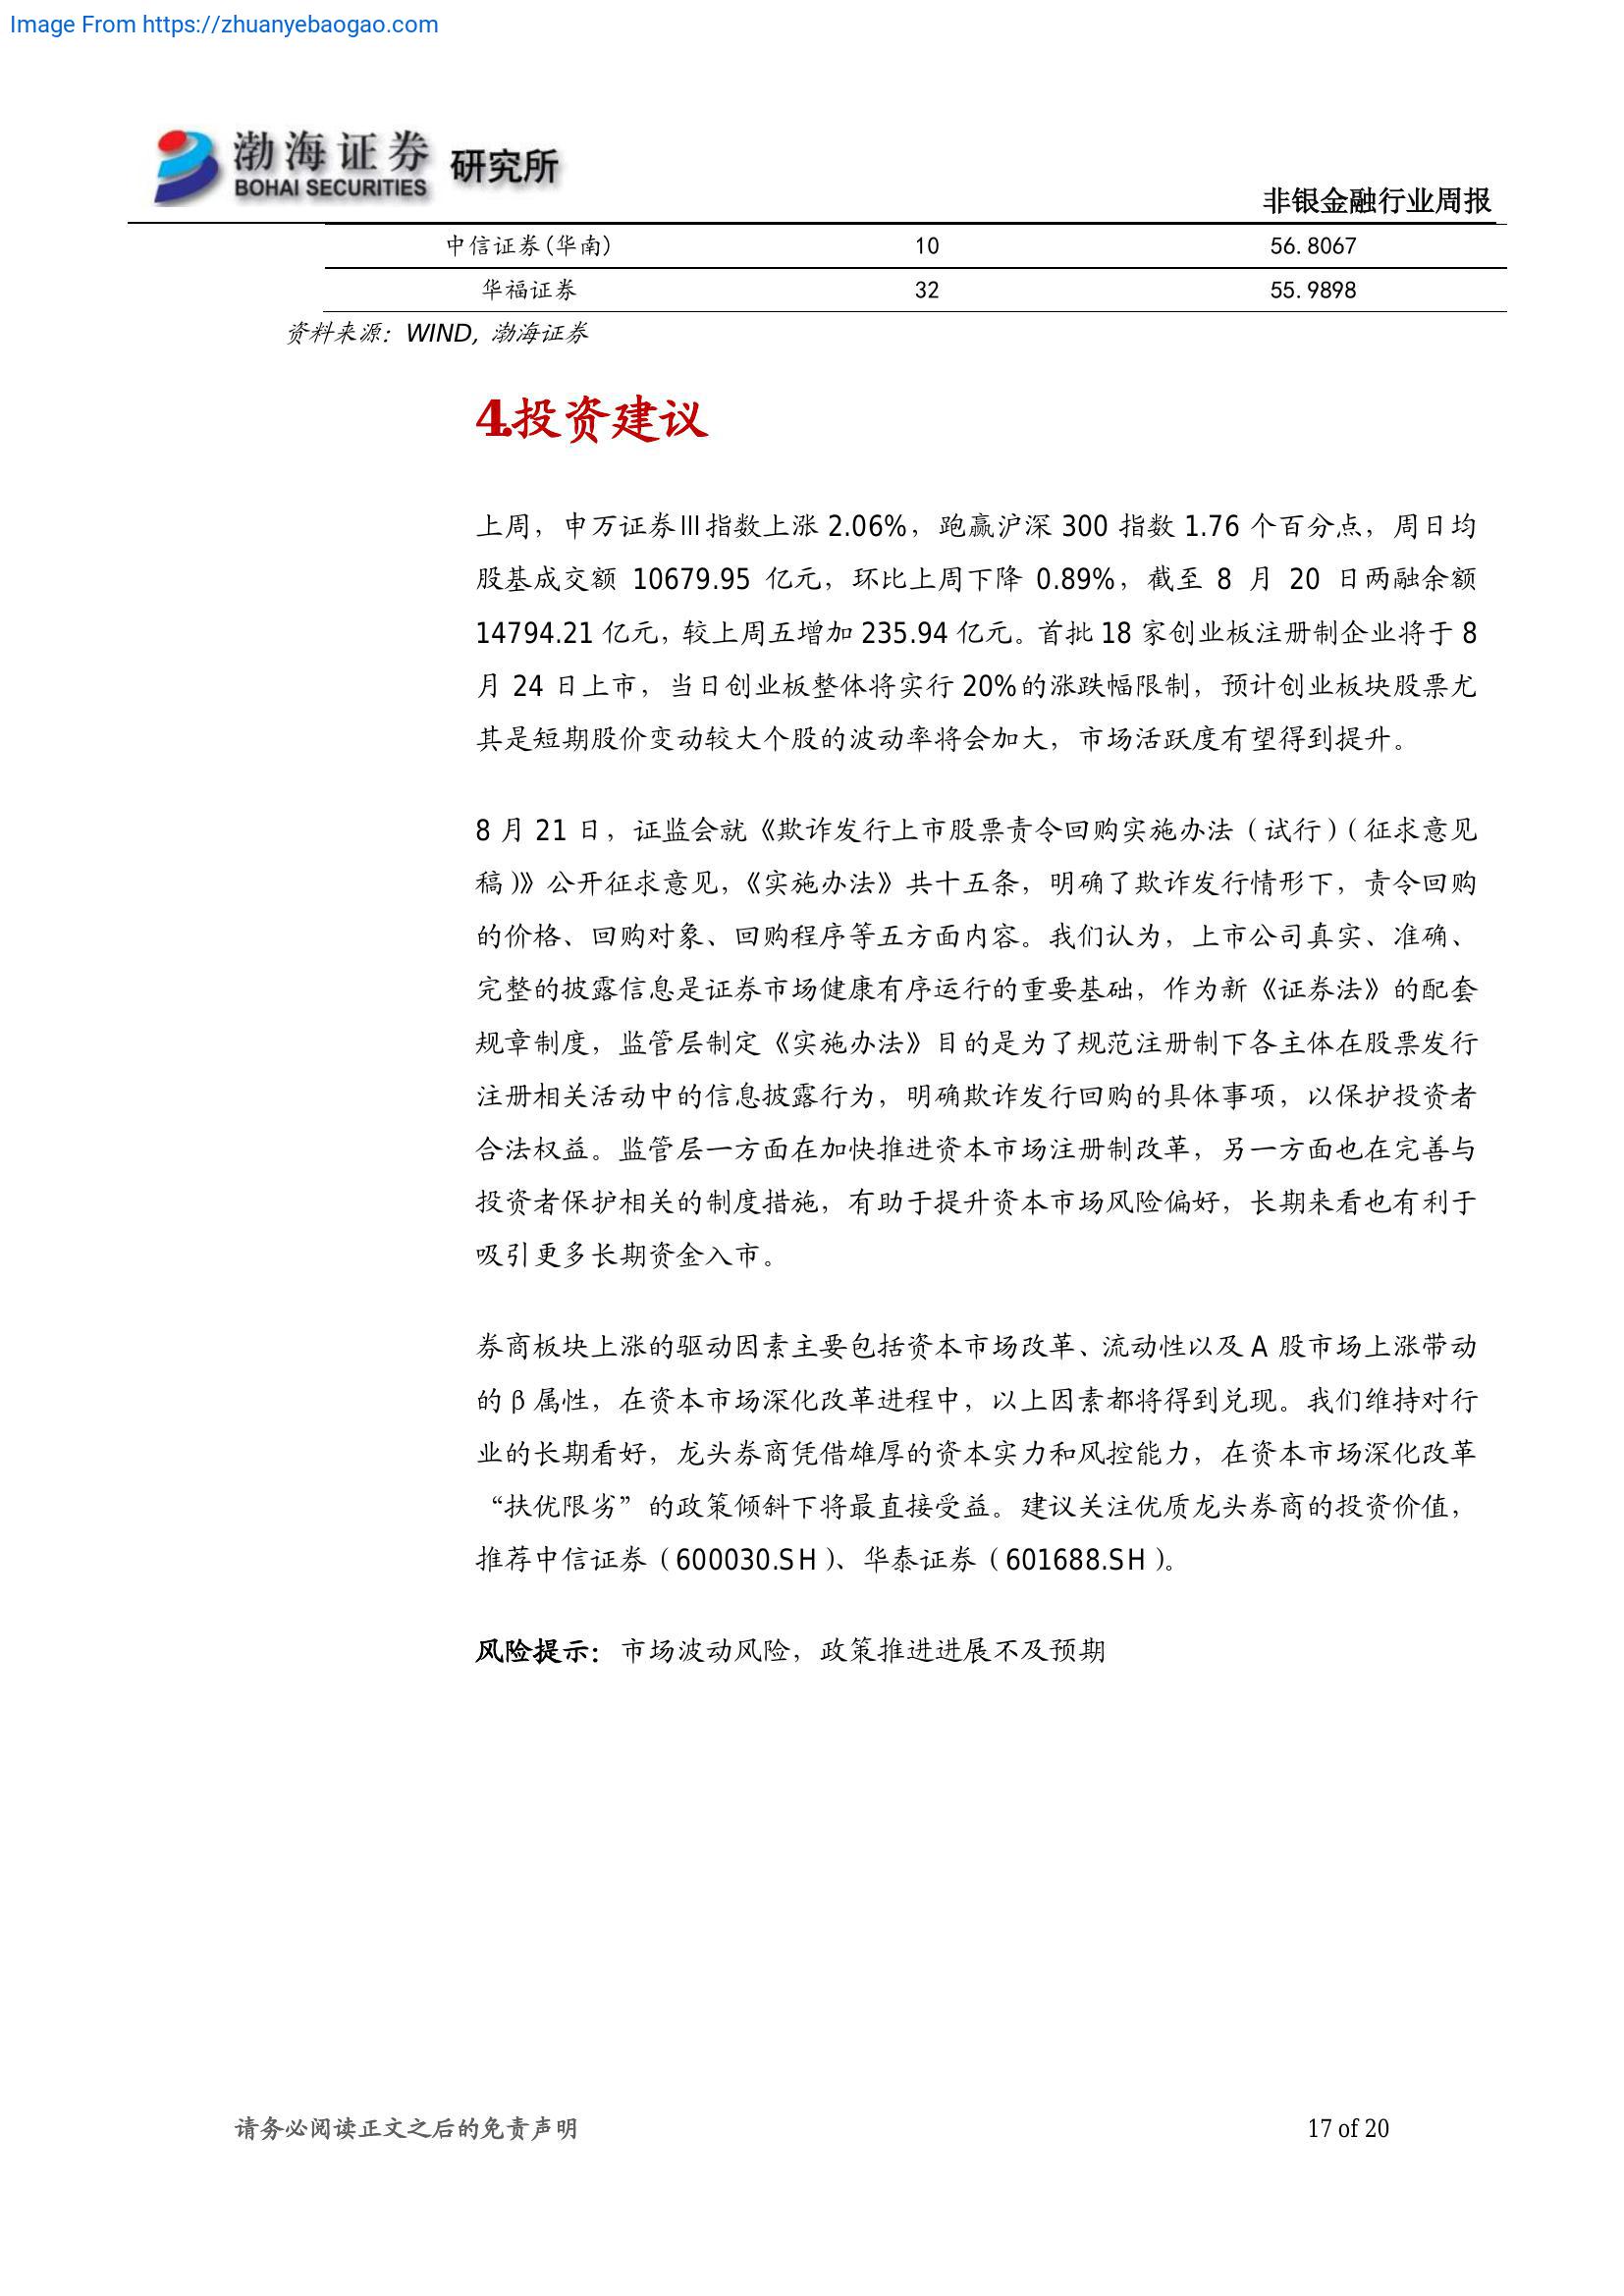 Image From https://zhuanyebaogao.com
渤海证券 研究所
BOHAI SECURITIES
非银金融行业周报
中信证券(华南) 10 56.8067
华福证券 32 55.9898
资料来源：WIND, 渤海证券
4.投资建议
上周，申万证券Ⅲ指数上涨 2.06%，跑赢沪深 300 指数 1.76 个百分点，周日均
股基成交额 10679.95 亿元，环比上周下降 0.89%，截至 8 月 20 日两融余额
14794.21 亿元，较上周五增加 235.94 亿元。首批 18 家创业板注册制企业将于 8
月 24 日上市，当日创业板整体将实行 20%的涨跌幅限制，预计创业板块股票尤
其是短期股价变动较大个股的波动率将会加大，市场活跃度有望得到提升。
8 月 21 日，证监会就《欺诈发行上市股票责令回购实施办法（试行）（征求意见
稿）》公开征求意见，《实施办法》共十五条，明确了欺诈发行情形下，责令回购
的价格、回购对象、回购程序等五方面内容。我们认为，上市公司真实、准确、
完整的披露信息是证券市场健康有序运行的重要基础，作为新《证券法》的配套
规章制度，监管层制定《实施办法》目的是为了规范注册制下各主体在股票发行
注册相关活动中的信息披露行为，明确欺诈发行回购的具体事项，以保护投资者
合法权益。监管层一方面在加快推进资本市场注册制改革，另一方面也在完善与
投资者保护相关的制度措施，有助于提升资本市场风险偏好，长期来看也有利于
吸引更多长期资金入市。
券商板块上涨的驱动因素主要包括资本市场改革、流动性以及 A 股市场上涨带动
的 β 属性，在资本市场深化改革进程中，以上因素都将得到兑现。我们维持对行
业的长期看好，龙头券商凭借雄厚的资本实力和风控能力，在资本市场深化改革
“扶优限劣”的政策倾斜下将最直接受益。建议关注优质龙头券商的投资价值，
推荐中信证券（600030.SH）、华泰证券（601688.SH）。
风险提示：市场波动风险，政策推进进展不及预期
请务必阅读正文之后的免责声明 17 of 20